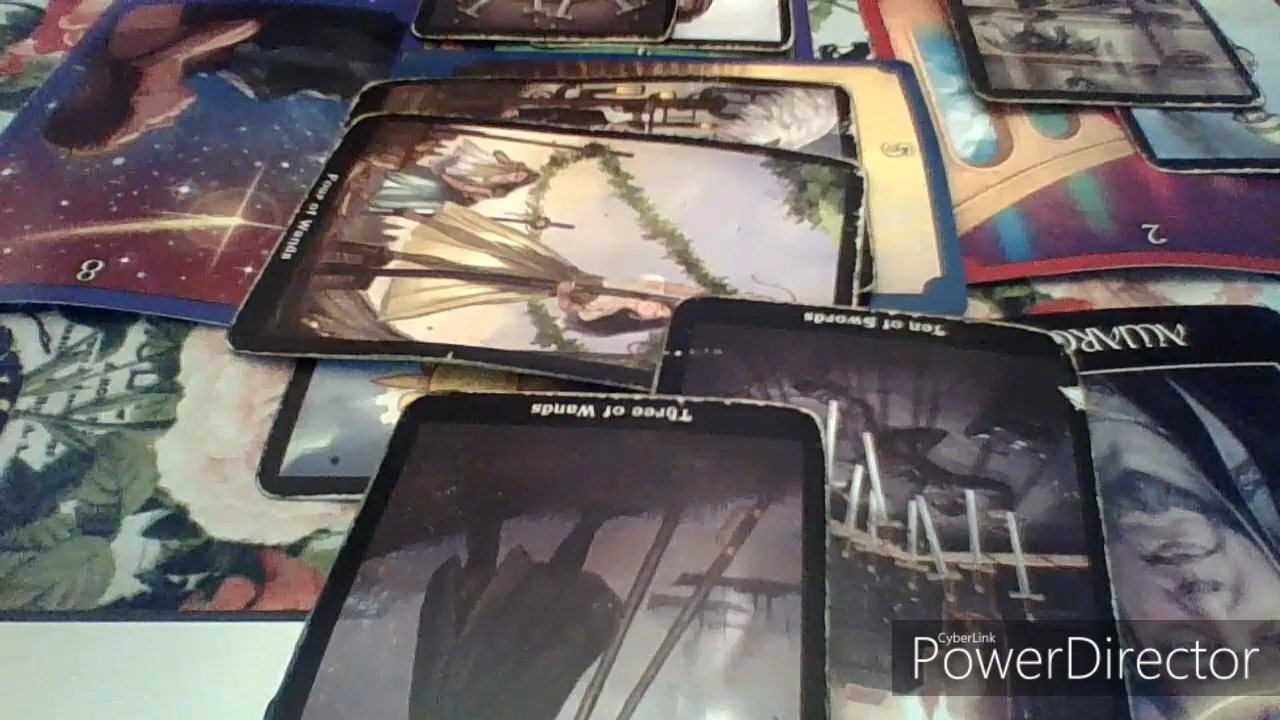 8
2
Four of Wands
Ten of Swords
Three of Wands
CyberLink
PowerDirector